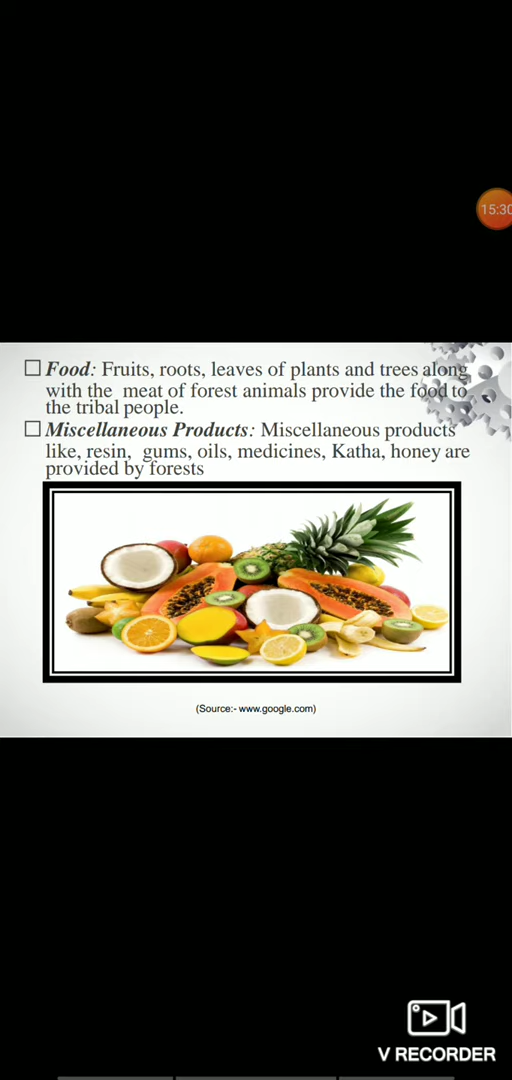 15:30
Food: Fruits, roots, leaves of plants and trees along
with the meat of forest animals provide the food to
the tribal people.
Miscellaneous Products: Miscellaneous products
like, resin, gums, oils, medicines, Katha, honey are
provided by forests
(Source:- www.google.com)
V RECORDER